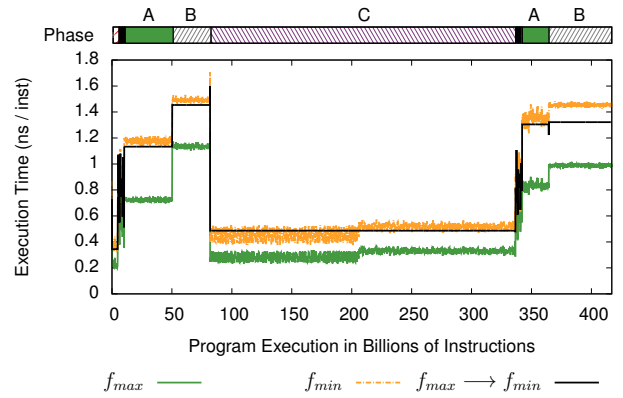 A B C A B
Phase
1.8
1.6
1.4
1.2
1
0.8
0.6
0.4
0.2
0
Execution Time (ns / inst)
0 50 100 150 200 250 300 350 400
Program Execution in Billions of Instructions
f_max f_min f_max ⟶ f_min